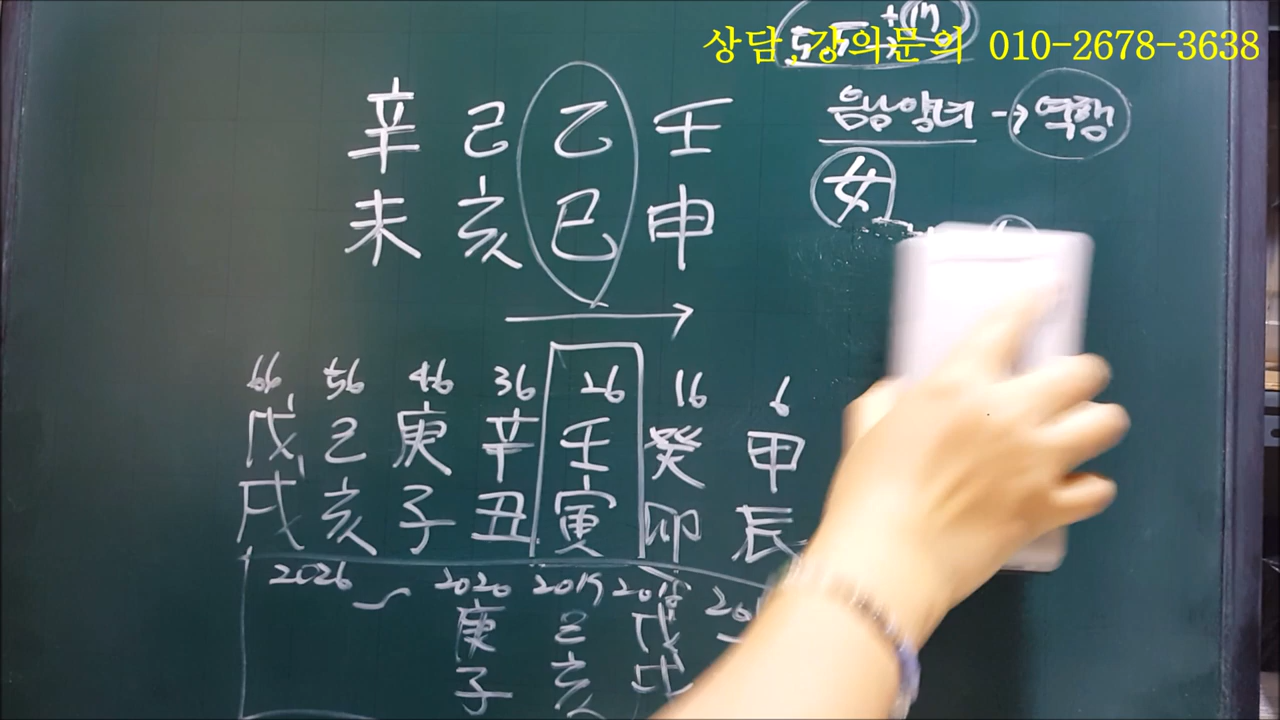 상담,강의문의 010-2678-3638
음남양녀 → 역행
女
辛 己 乙 壬
未 亥 巳 申
66 56 46 36 26 16 6
戊 己 庚 辛 壬 癸 甲
戌 亥 子 丑 寅 卯 辰
2026 ~ 2020 2019 2018
庚 己 戊
子 亥 戌